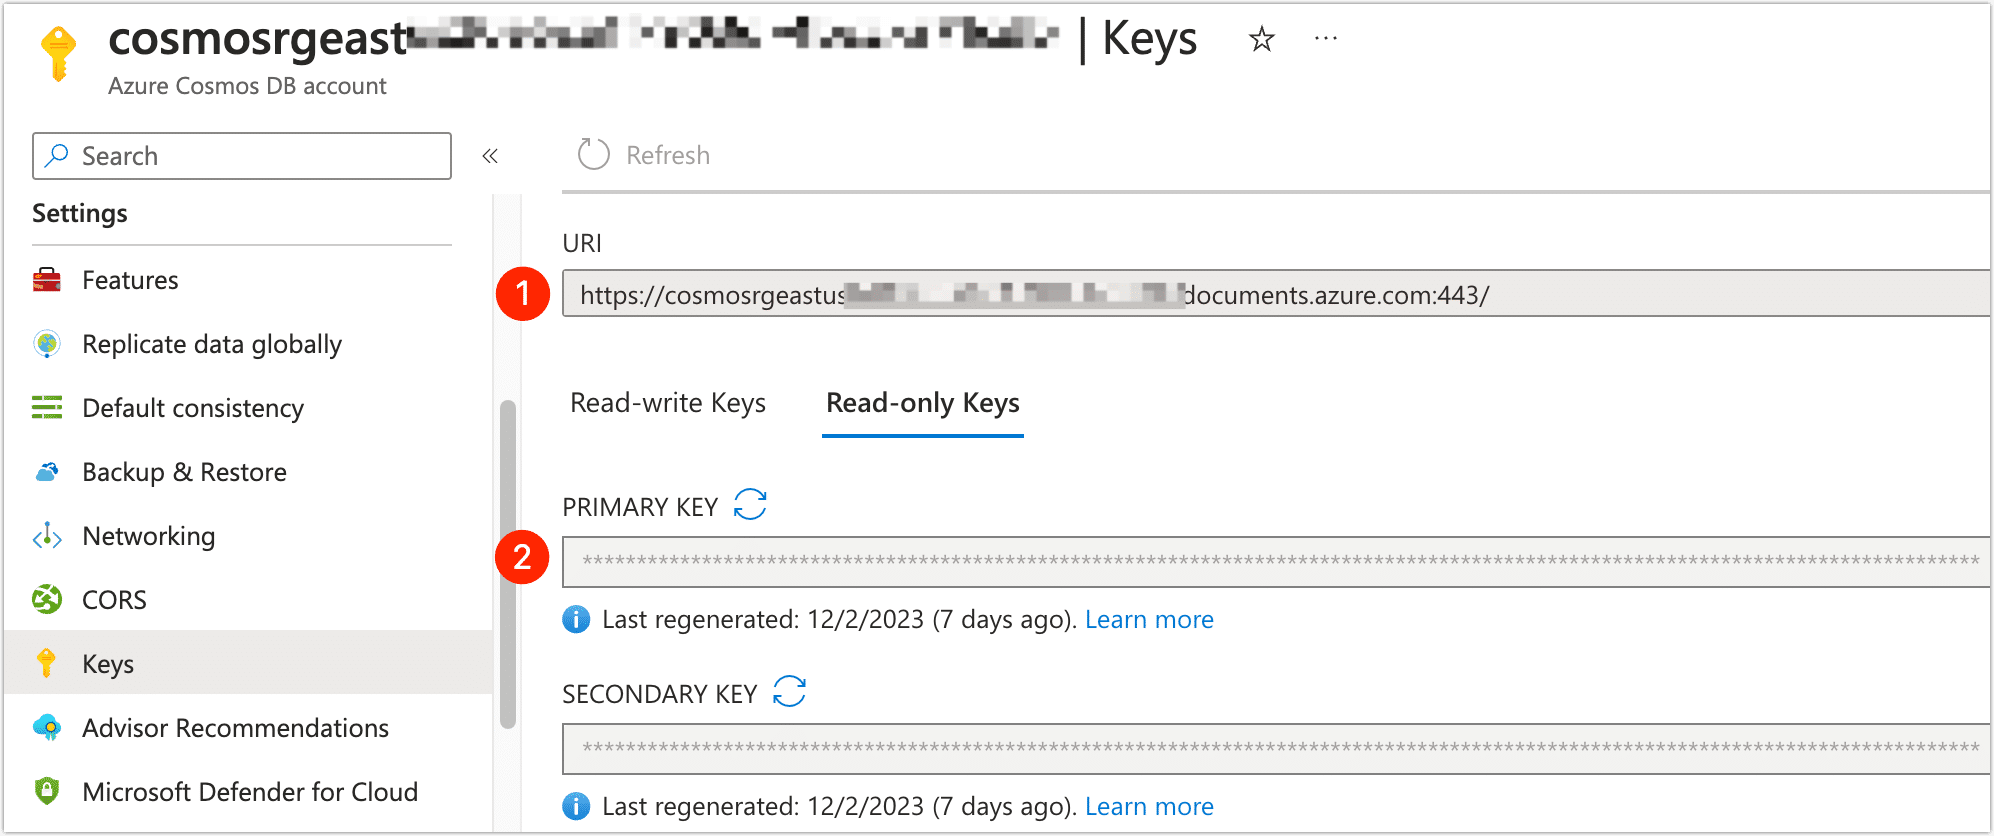 cosmosrgeast | Keys
Azure Cosmos DB account
Search
«
Refresh
Settings
Features
Replicate data globally
Default consistency
Backup & Restore
Networking
CORS
Keys
Advisor Recommendations
Microsoft Defender for Cloud
URI
1
https://cosmosrgeastus documents.azure.com:443/
Read-write Keys
Read-only Keys
PRIMARY KEY
2
Last regenerated: 12/2/2023 (7 days ago). Learn more
SECONDARY KEY
Last regenerated: 12/2/2023 (7 days ago). Learn more